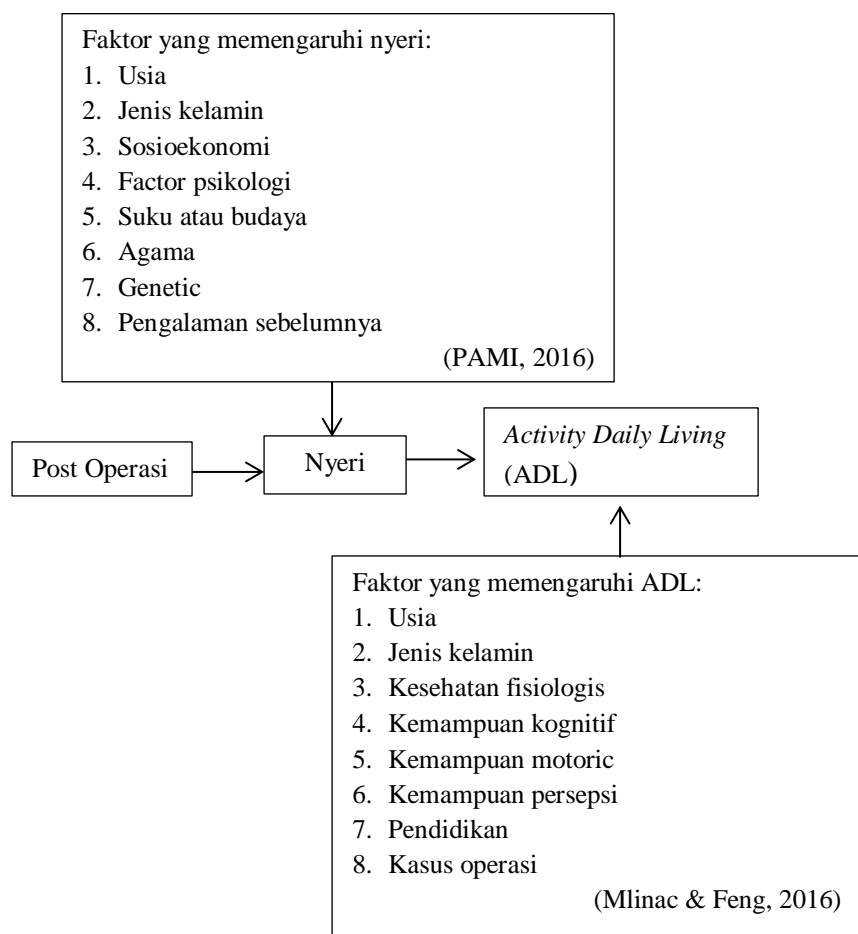 Faktor yang memengaruhi nyeri:
1. Usia
2. Jenis kelamin
3. Sosioekonomi
4. Factor psikologi
5. Suku atau budaya
6. Agama
7. Genetic
8. Pengalaman sebelumnya
(PAMI, 2016)
Post Operasi
Nyeri
Activity Daily Living
(ADL)
Faktor yang memengaruhi ADL:
1. Usia
2. Jenis kelamin
3. Kesehatan fisiologis
4. Kemampuan kognitif
5. Kemampuan motoric
6. Kemampuan persepsi
7. Pendidikan
8. Kasus operasi
(Mlinac & Feng, 2016)